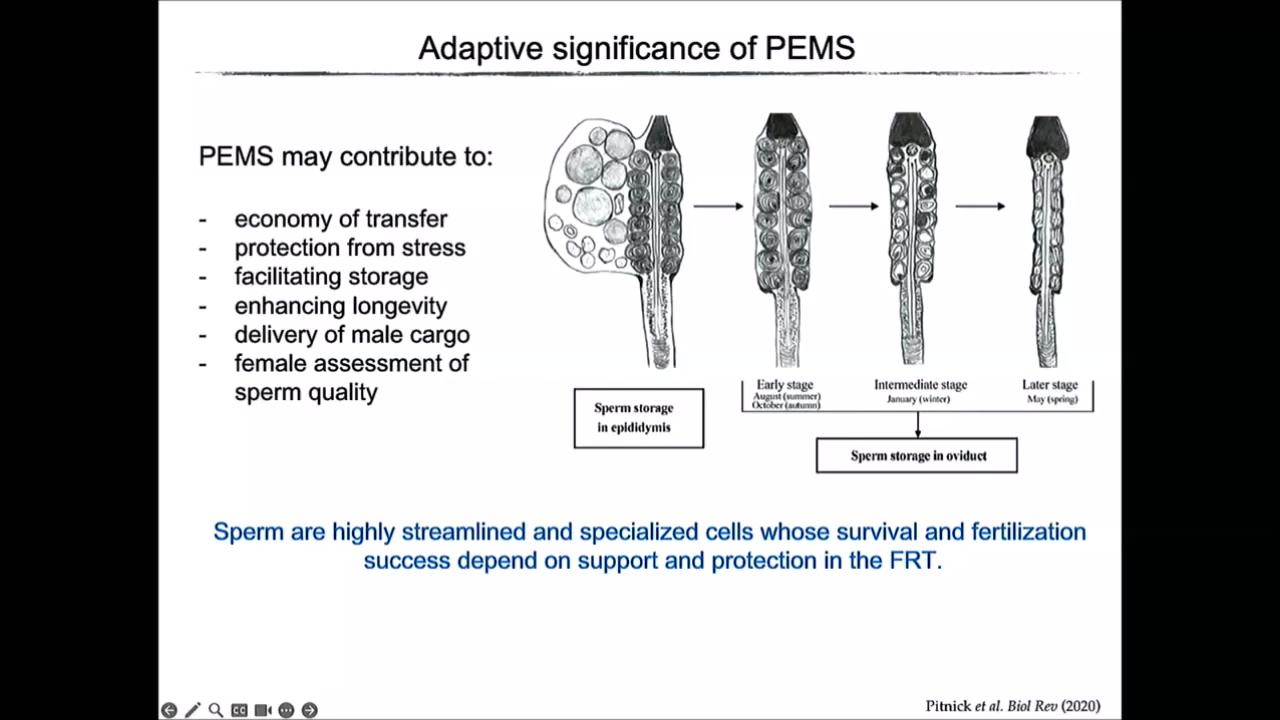 Adaptive significance of PEMS
PEMS may contribute to:
- economy of transfer
- protection from stress
- facilitating storage
- enhancing longevity
- delivery of male cargo
- female assessment of
sperm quality
Sperm storage
in epididymis
Early stage
August (summer)
October (autumn)
Intermediate stage
January (winter)
Later stage
May (spring)
Sperm storage in oviduct
Sperm are highly streamlined and specialized cells whose survival and fertilization
success depend on support and protection in the FRT.
CC
Pitnick et al. Biol Rev (2020)